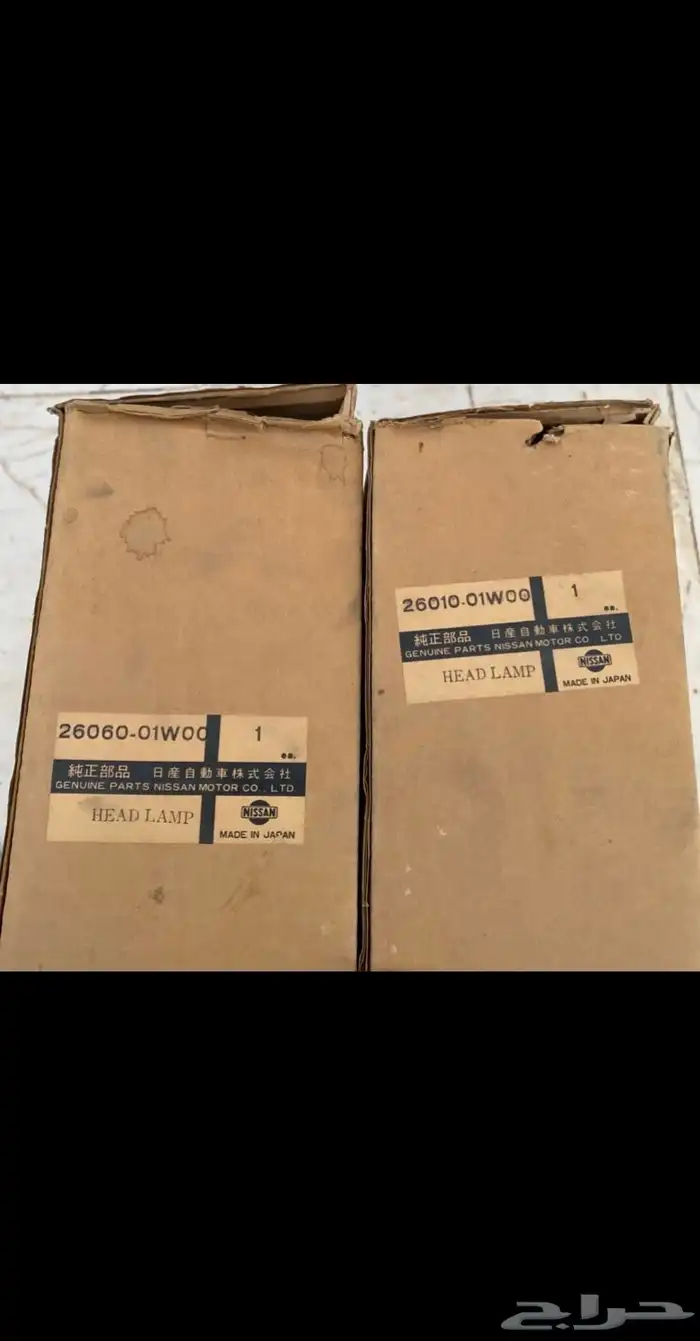 26060-01W00
1
ea.
純正部品 日産自動車株式会社
GENUINE PARTS NISSAN MOTOR CO., LTD
HEAD LAMP
NISSAN
MADE IN JAPAN
26010-01W00
1
ea.
純正部品 日産自動車株式会社
GENUINE PARTS NISSAN MOTOR CO. LTD
HEAD LAMP
NISSAN
MADE IN JAPAN
حراج